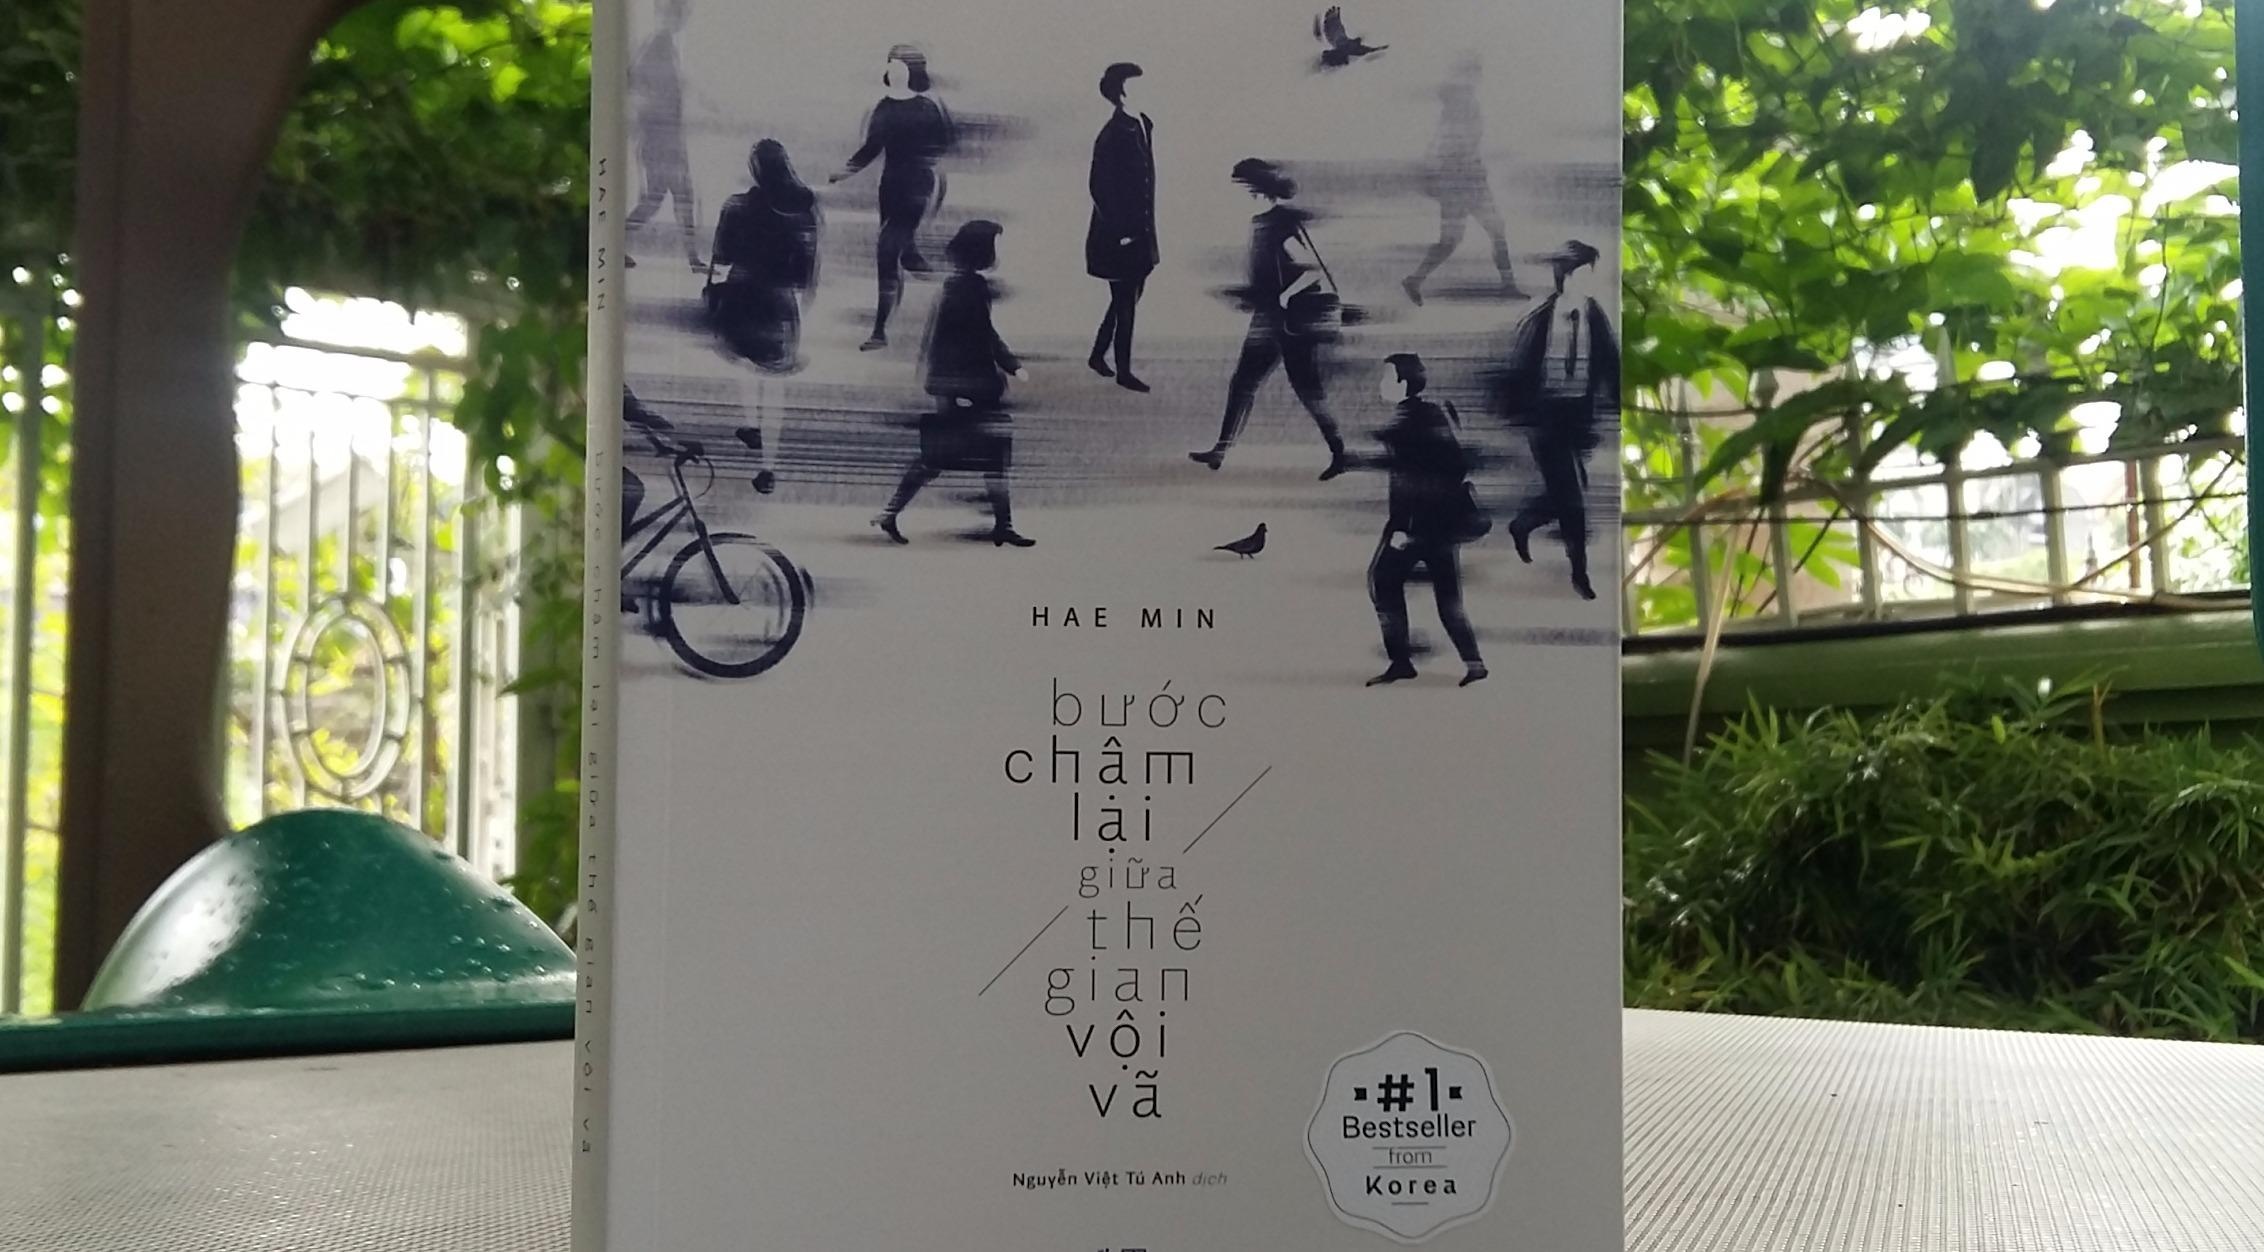 HAE MIN
bước
chậm
lại
giữa
thế
gian
vội
vã
Nguyễn Việt Tú Anh dịch
#1
Bestseller
from
Korea
HAE MIN bước chậm lại giữa thế gian vội vã